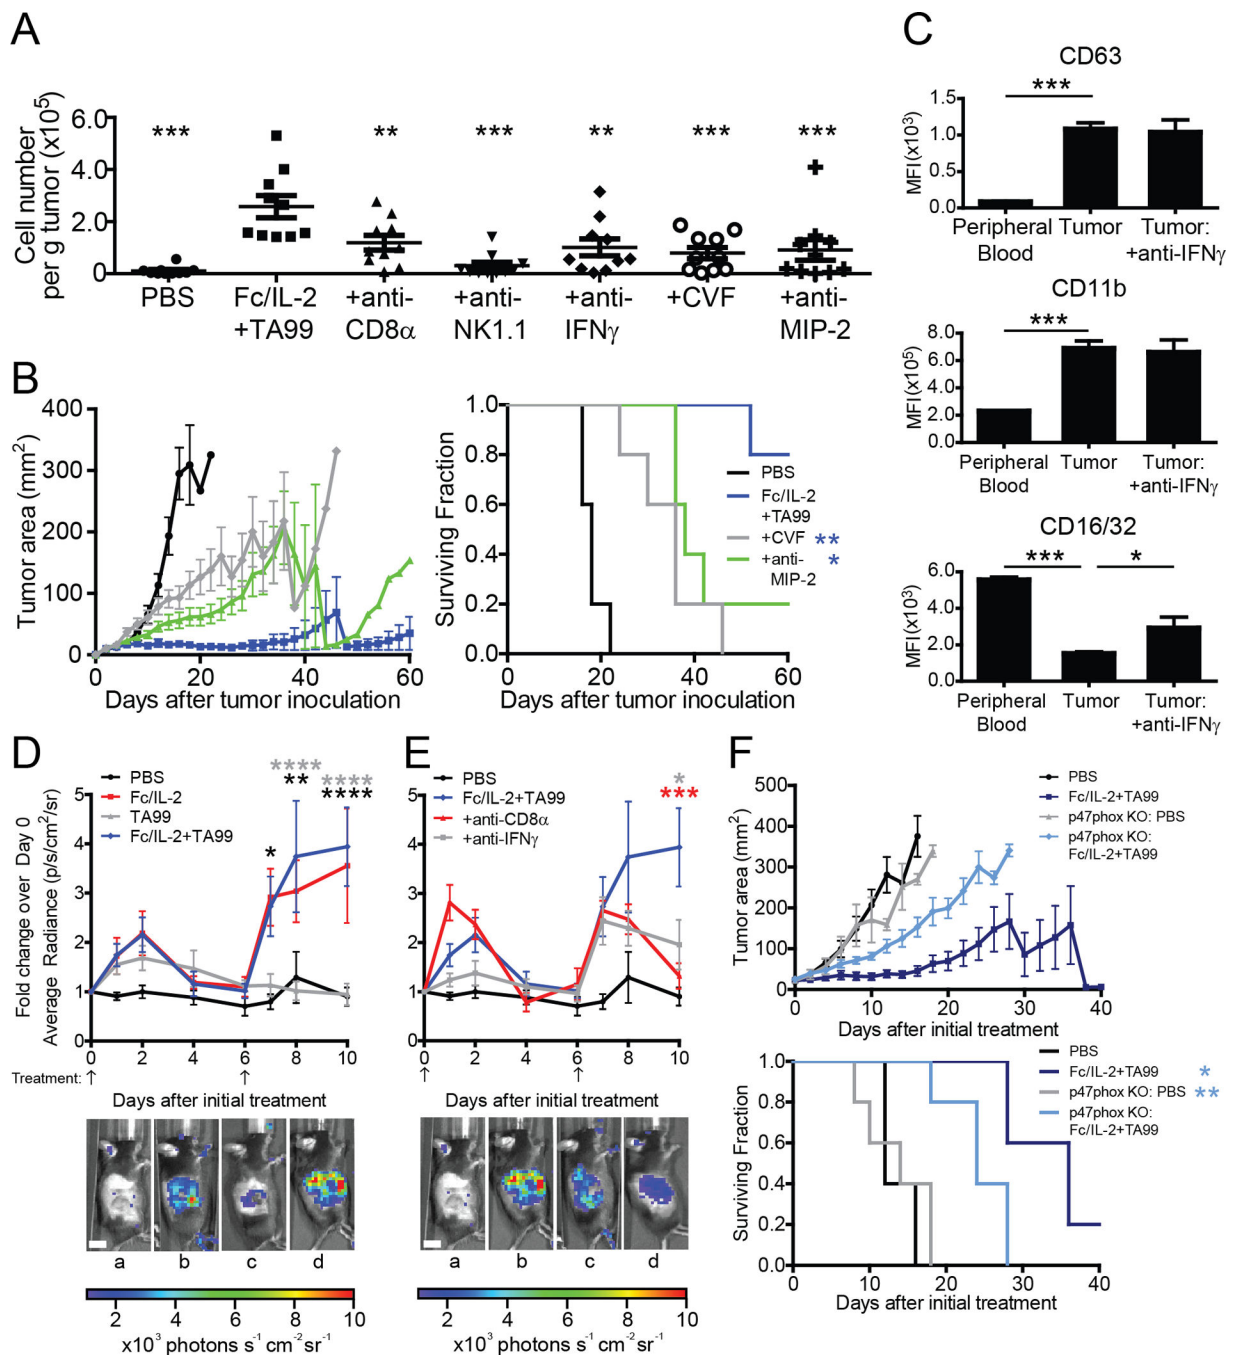 A
Cell number
per g tumor (x10⁵)
6.0
4.0
2.0
0
***
**
***
**
***
***
PBS
Fc/IL-2
+TA99
+anti-
CD8α
+anti-
NK1.1
+anti-
IFNγ
+CVF
+anti-
MIP-2
B
Tumor area (mm²)
400
300
200
100
0
0
20
40
60
Days after tumor inoculation
Surviving Fraction
1.0
0.8
0.6
0.4
0.2
0.0
0
20
40
60
Days after tumor inoculation
PBS
Fc/IL-2
+TA99
+CVF **
+anti- *
MIP-2
C
CD63
MFI(x10³)
1.5
1.0
0.5
0.0
***
Peripheral
Blood
Tumor
Tumor:
+anti-IFNγ
CD11b
MFI(x10⁵)
8.0
6.0
4.0
2.0
0.0
***
Peripheral
Blood
Tumor
Tumor:
+anti-IFNγ
CD16/32
MFI(x10³)
6.0
4.0
2.0
0.0
***
*
Peripheral
Blood
Tumor
Tumor:
+anti-IFNγ
D
PBS
Fc/IL-2
TA99
Fc/IL-2+TA99
****
**
****
****
*
Fold change over Day 0
Average Radiance (p/s/cm²/sr)
5
4
3
2
1
0
0
2
4
6
8
10
Treatment: ↑
↑
Days after initial treatment
a
b
c
d
2
4
6
8
10
x10³ photons s⁻¹ cm⁻² sr⁻¹
E
PBS
Fc/IL-2+TA99
+anti-CD8α
+anti-IFNγ
*
***
5
4
3
2
1
0
0
2
4
6
8
10
↑
↑
Days after initial treatment
a
b
c
d
2
4
6
8
10
x10³ photons s⁻¹ cm⁻² sr⁻¹
F
PBS
Fc/IL-2+TA99
p47phox KO: PBS
p47phox KO:
Fc/IL-2+TA99
Tumor area (mm²)
500
400
300
200
100
0
0
10
20
30
40
Days after initial treatment
PBS
Fc/IL-2+TA99 *
p47phox KO: PBS **
p47phox KO:
Fc/IL-2+TA99
Surviving Fraction
1.0
0.8
0.6
0.4
0.2
0.0
0
10
20
30
40
Days after initial treatment